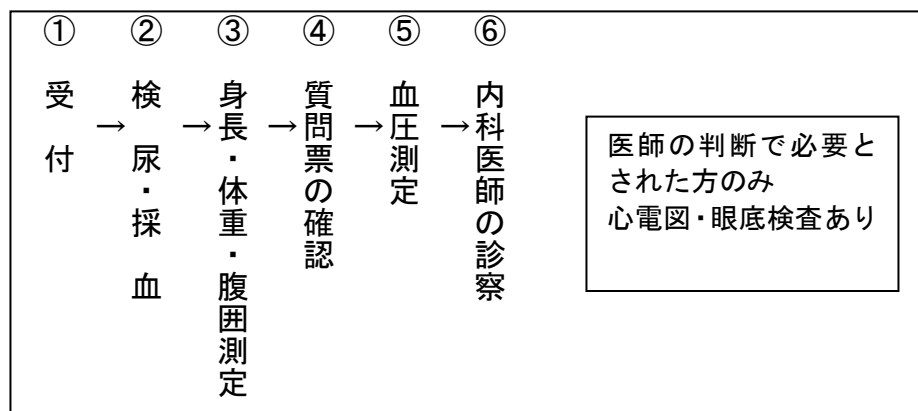 ①
受付
→
②
検尿・採血
→
③
身長・体重・腹囲測定
→
④
質問票の確認
→
⑤
血圧測定
→
⑥
内科医師の診察
医師の判断で必要と
された方のみ
心電図・眼底検査あり